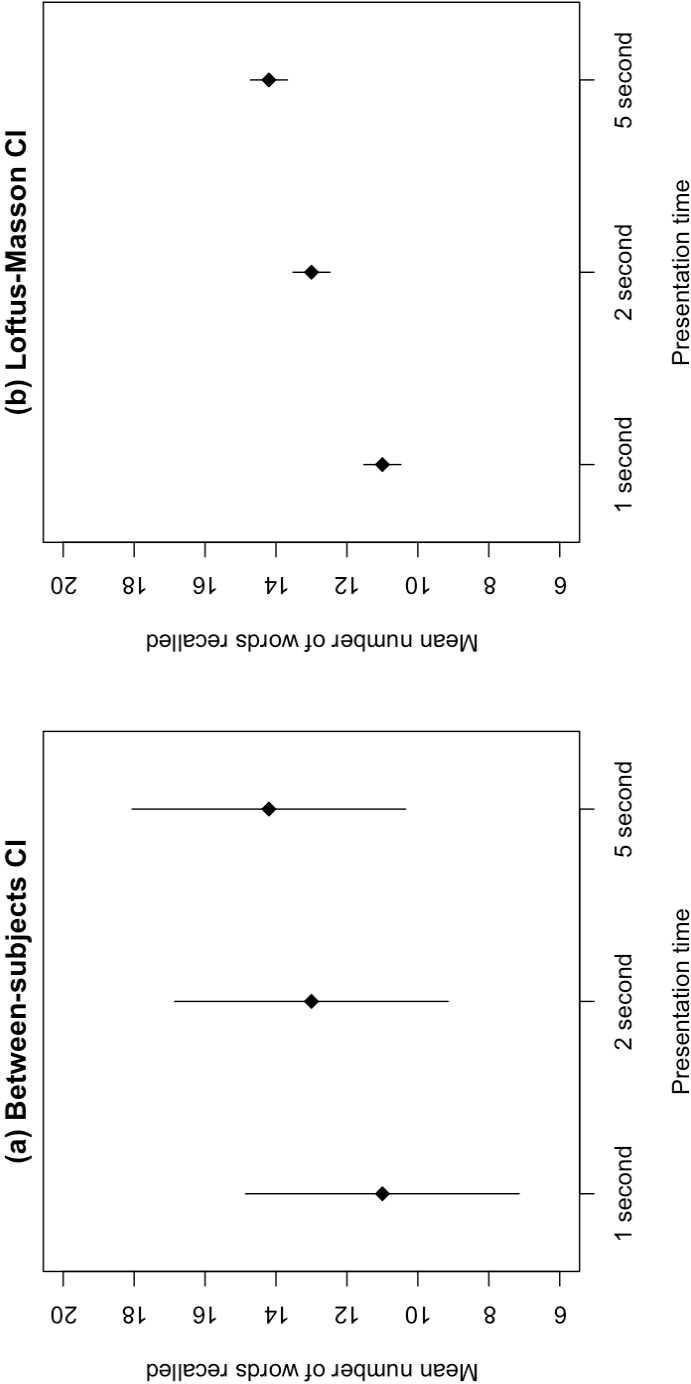 (a) Between-subjects CI
Mean number of words recalled
20
18
16
14
12
10
8
6
1 second
2 second
5 second
Presentation time
(b) Loftus-Masson CI
Mean number of words recalled
20
18
16
14
12
10
8
6
1 second
2 second
5 second
Presentation time